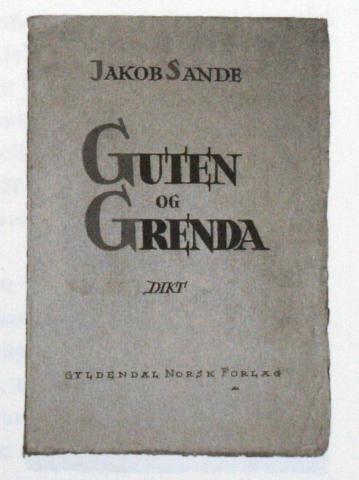 JAKOB SANDE
GUTEN
OG
GRENDA
DIKT
GYLDENDAL NORSK FORLAG